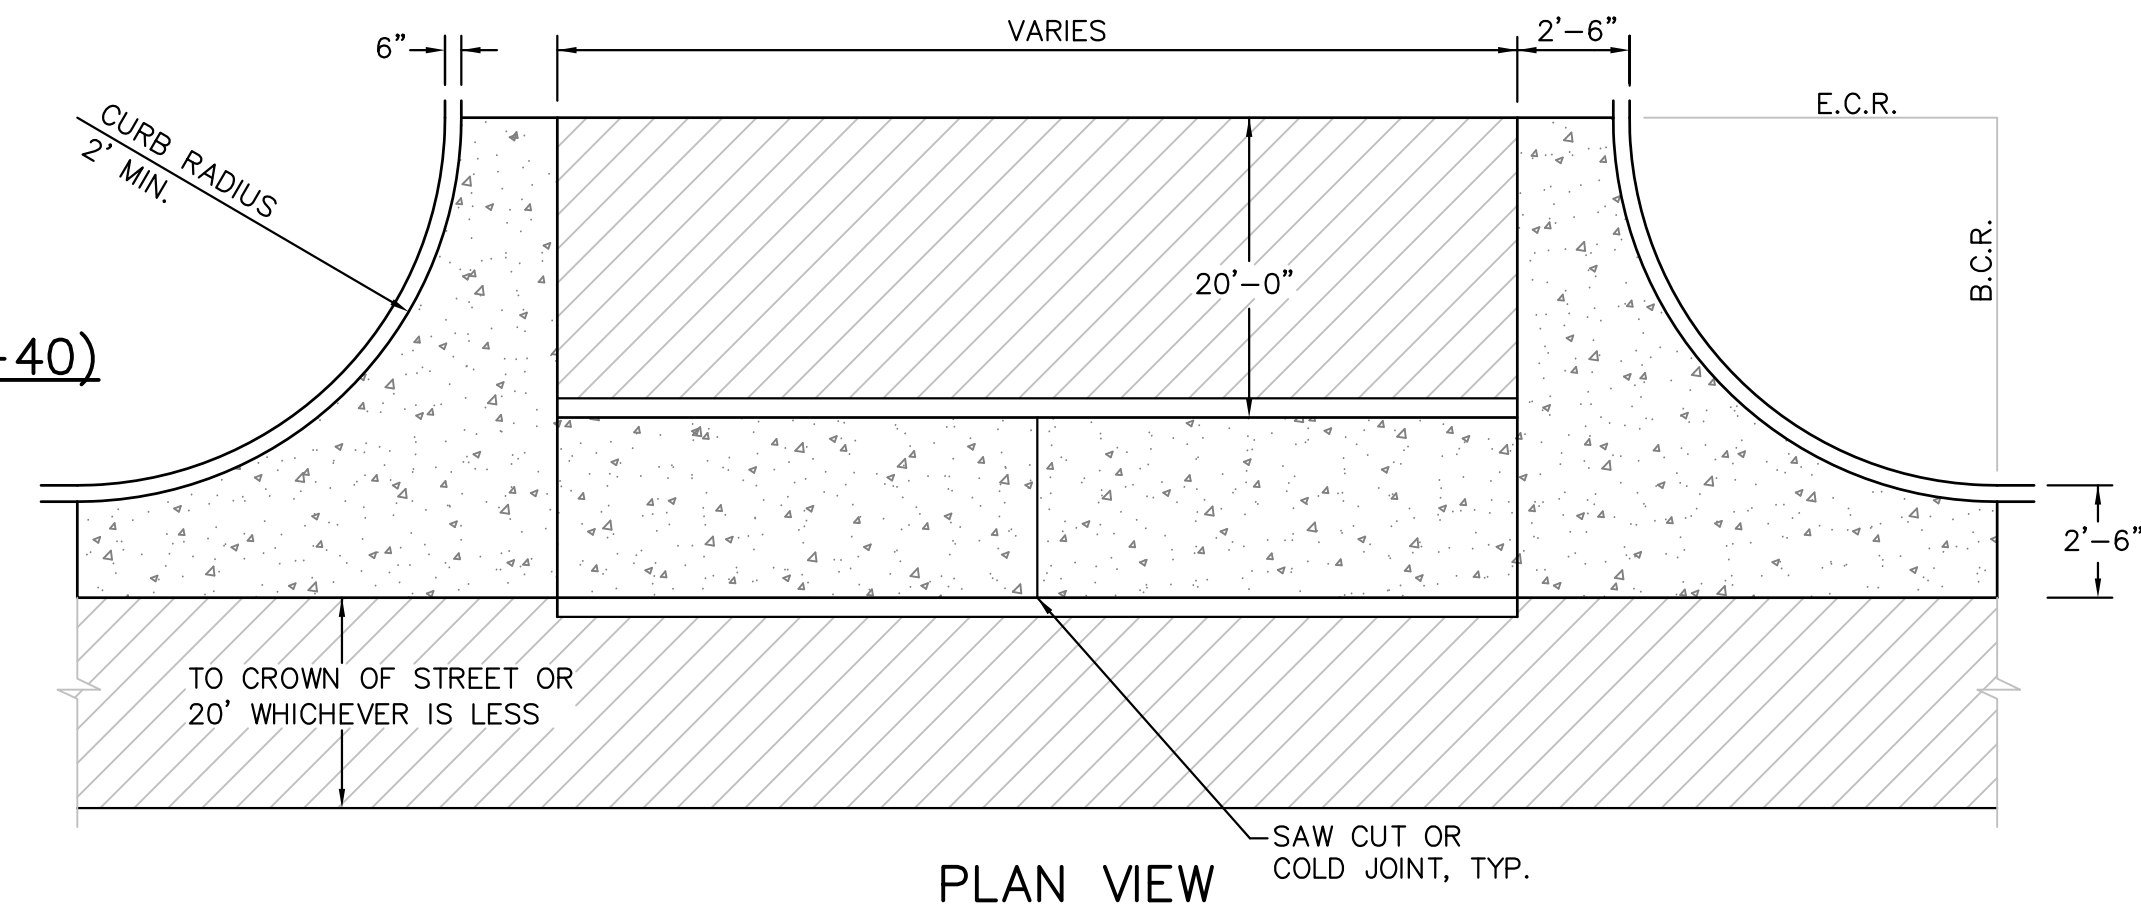 6”
VARIES
2’–6”
E.C.R.
CURB RADIUS
2’ MIN.
B.C.R.
20’–0”
–40)
2’–6”
TO CROWN OF STREET OR
20’ WHICHEVER IS LESS
SAW CUT OR
COLD JOINT, TYP.
PLAN VIEW